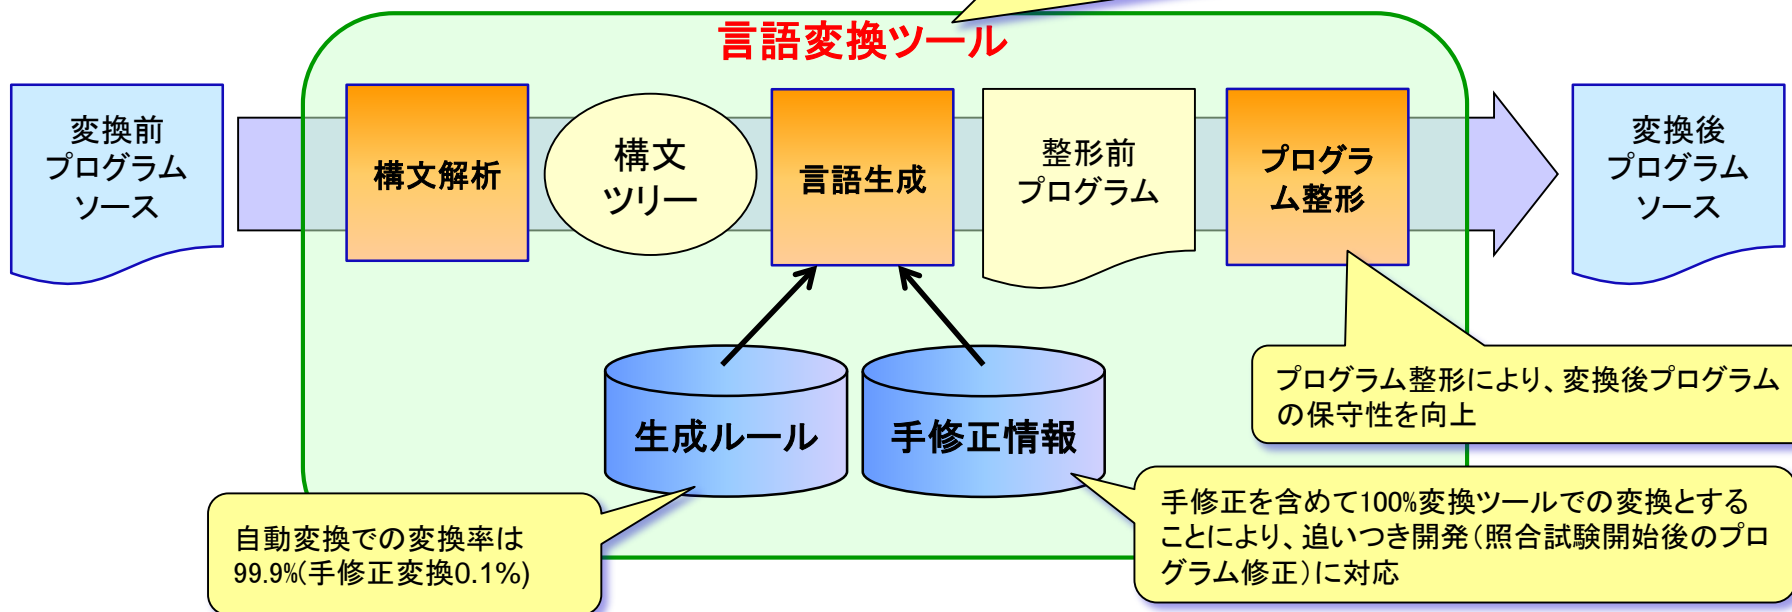 言語変換ツール
変換前
プログラム
ソース
構文解析
構文
ツリー
言語生成
整形前
プログラム
プログラ
ム整形
変換後
プログラム
ソース
生成ルール
手修正情報
プログラム整形により、変換後プログラム
の保守性を向上
自動変換での変換率は
99.9%(手修正変換0.1%)
手修正を含めて100%変換ツールでの変換とする
ことにより、追いつき開発(照合試験開始後のプロ
グラム修正)に対応